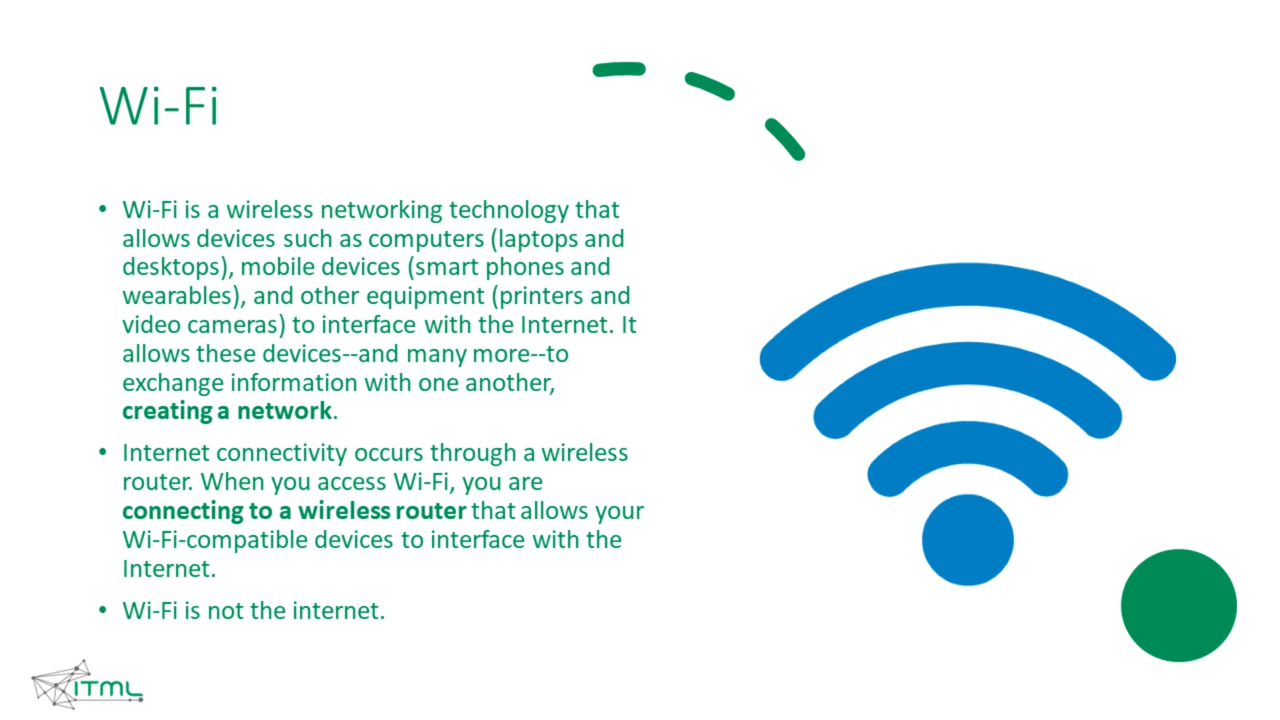 Wi-Fi
• Wi-Fi is a wireless networking technology that
allows devices such as computers (laptops and
desktops), mobile devices (smart phones and
wearables), and other equipment (printers and
video cameras) to interface with the Internet. It
allows these devices--and many more--to
exchange information with one another,
creating a network.
• Internet connectivity occurs through a wireless
router. When you access Wi-Fi, you are
connecting to a wireless router that allows your
Wi-Fi-compatible devices to interface with the
Internet.
• Wi-Fi is not the internet.
ITML